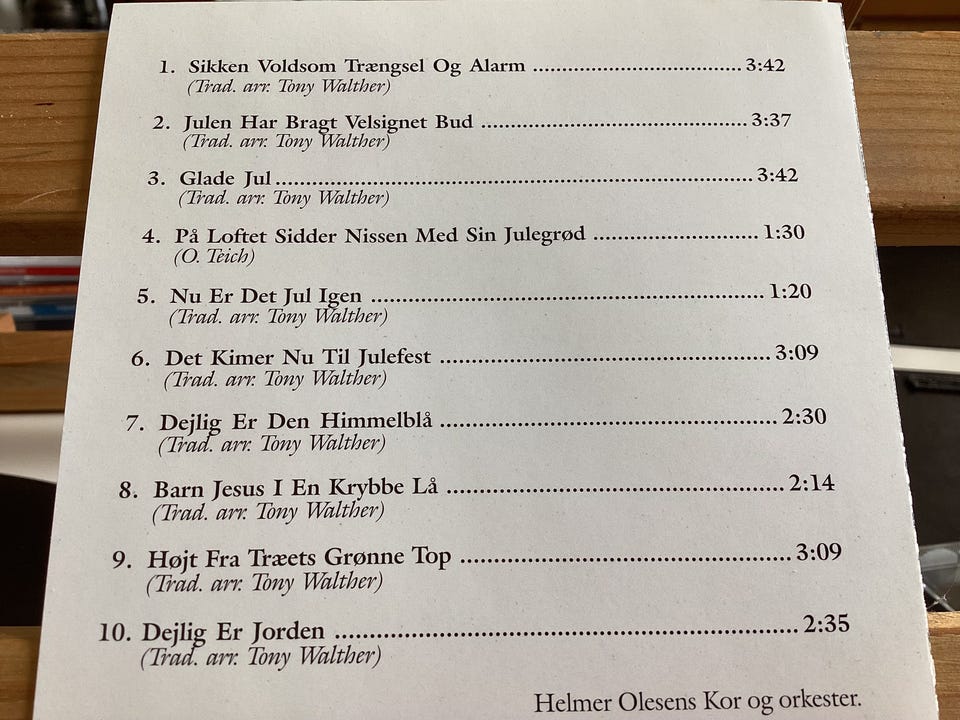 1. Sikken Voldsom Trængsel Og Alarm ........................................ 3:42
(Trad. arr. Tony Walther)
2. Julen Har Bragt Velsignet Bud ........................................ 3:37
(Trad. arr. Tony Walther)
3. Glade Jul ........................................ 3:42
(Trad. arr. Tony Walther)
4. På Loftet Sidder Nissen Med Sin Julegrød ........................................ 1:30
(O. Teich)
5. Nu Er Det Jul Igen ........................................ 1:20
(Trad. arr. Tony Walther)
6. Det Kimer Nu Til Julefest ........................................ 3:09
(Trad. arr. Tony Walther)
7. Dejlig Er Den Himmelblå ........................................ 2:30
(Trad. arr. Tony Walther)
8. Barn Jesus I En Krybbe Lå ........................................ 2:14
(Trad. arr. Tony Walther)
9. Højt Fra Træets Grønne Top ........................................ 3:09
(Trad. arr. Tony Walther)
10. Dejlig Er Jorden ........................................ 2:35
(Trad. arr. Tony Walther)
Helmer Olesens Kor og orkester.